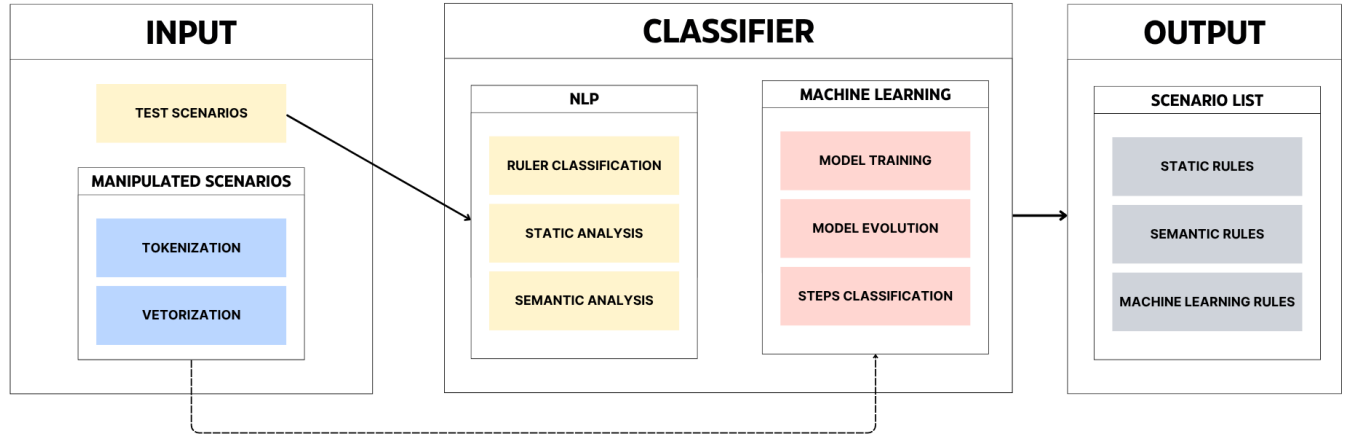 INPUT
TEST SCENARIOS
MANIPULATED SCENARIOS
TOKENIZATION
VETORIZATION
CLASSIFIER
NLP
RULER CLASSIFICATION
STATIC ANALYSIS
SEMANTIC ANALYSIS
MACHINE LEARNING
MODEL TRAINING
MODEL EVOLUTION
STEPS CLASSIFICATION
OUTPUT
SCENARIO LIST
STATIC RULES
SEMANTIC RULES
MACHINE LEARNING RULES